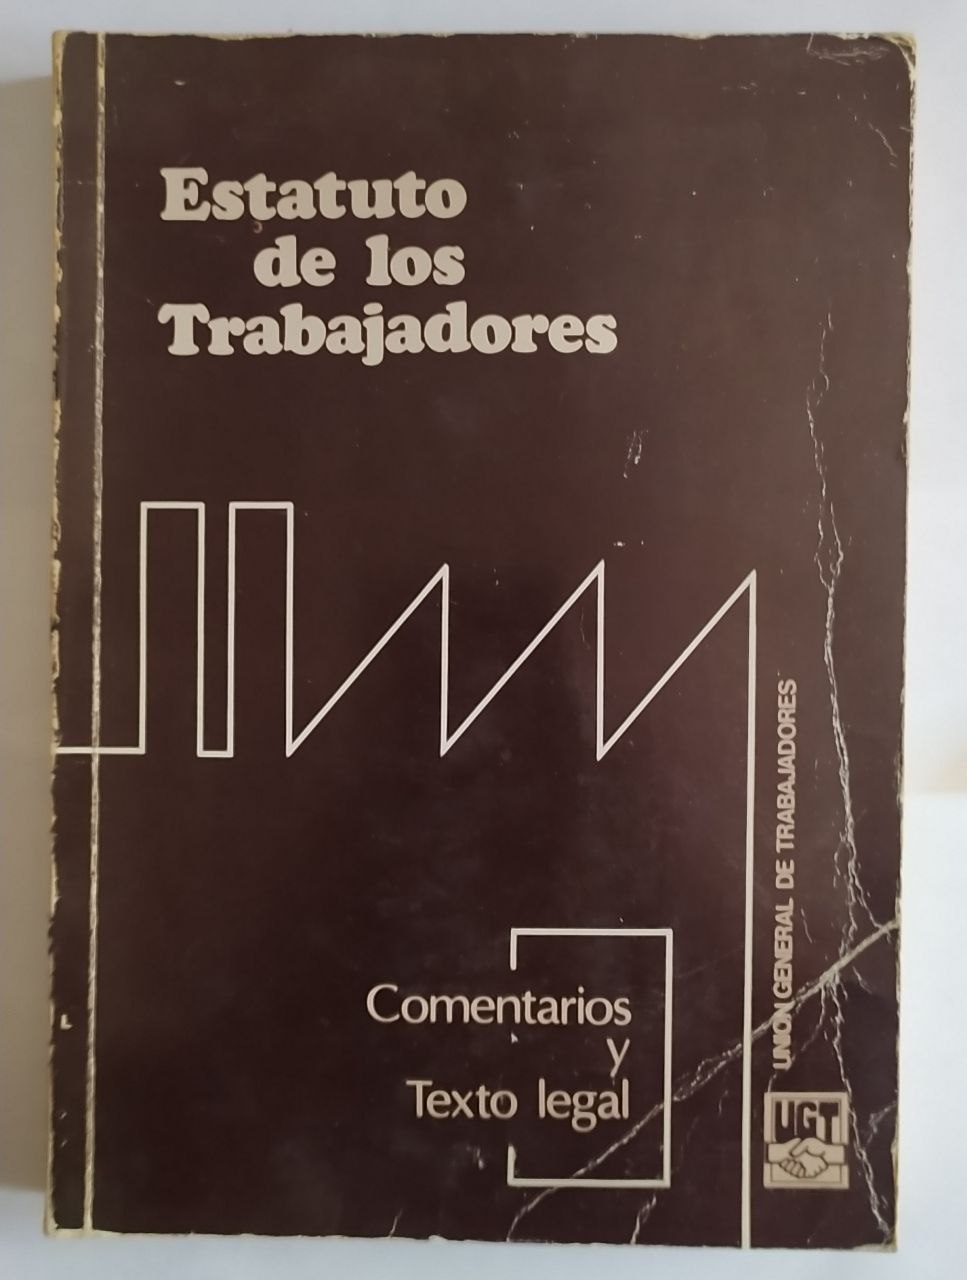 Estatuto
de los
Trabajadores
Comentarios
y
Texto legal
UNION GENERAL DE TRABAJADORES
UGT